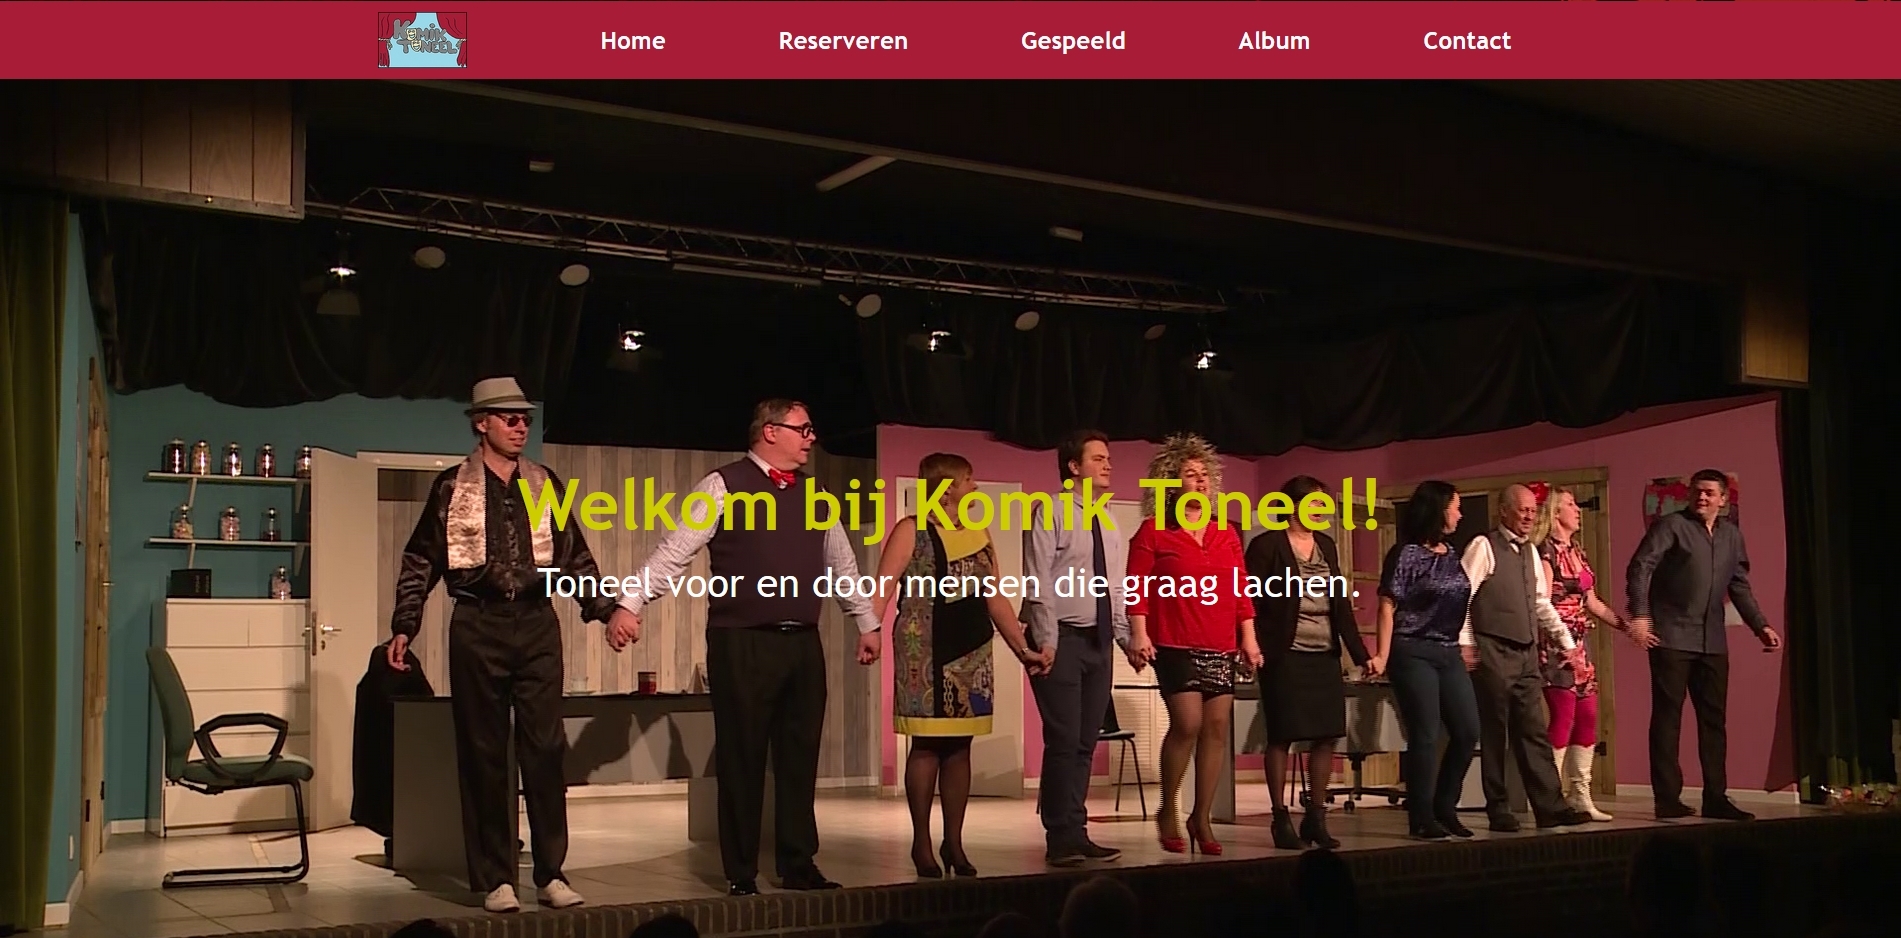 Komik
Toneel
Home
Reserveren
Gespeeld
Album
Contact
Welkom bij Komik Toneel!
Toneel voor en door mensen die graag lachen.